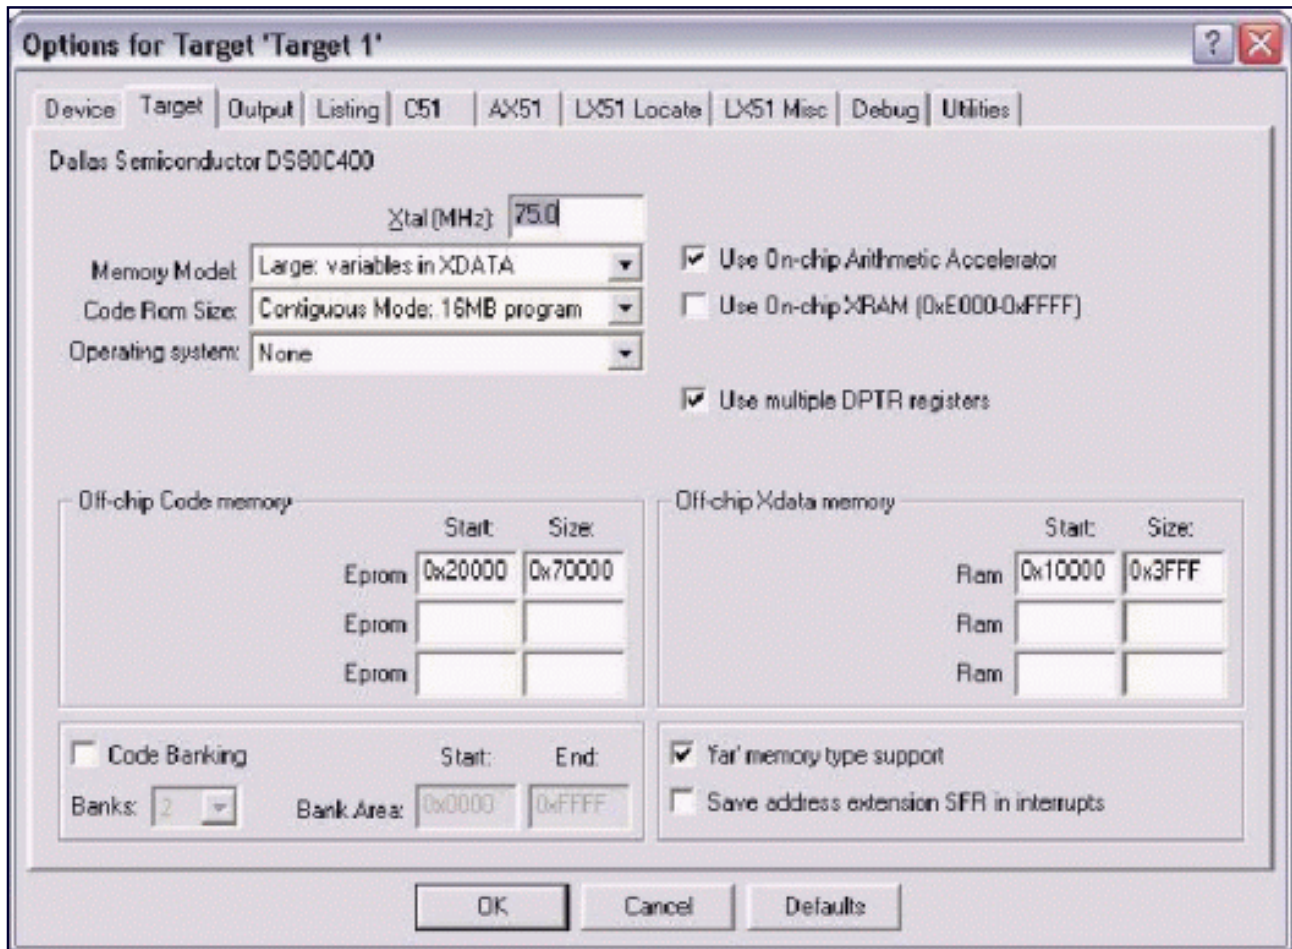 Options for Target 'Target 1'
?
Device Target Output Listing C51 AX51 LX51 Locate LX51 Misc Debug Utilities
Dallas Semiconductor DS80C400
Xtal (MHz): 75.0
Memory Model: Large: variables in XDATA
Code Rom Size: Contiguous Mode: 16MB program
Operating system: None
Use On-chip Arithmetic Accelerator
Use On-chip XRAM (0xE000-0xFFFF)
Use multiple DPTR registers
Off-chip Code memory
Start: Size:
Eprom 0x20000 0x70000
Eprom
Eprom
Off-chip Xdata memory
Start: Size:
Ram 0x10000 0x3FFF
Ram
Ram
Code Banking
Start: End:
Banks: 2 Bank Area: 0x0000 0xFFFF
'far' memory type support
Save address extension SFR in interrupts
OK Cancel Defaults